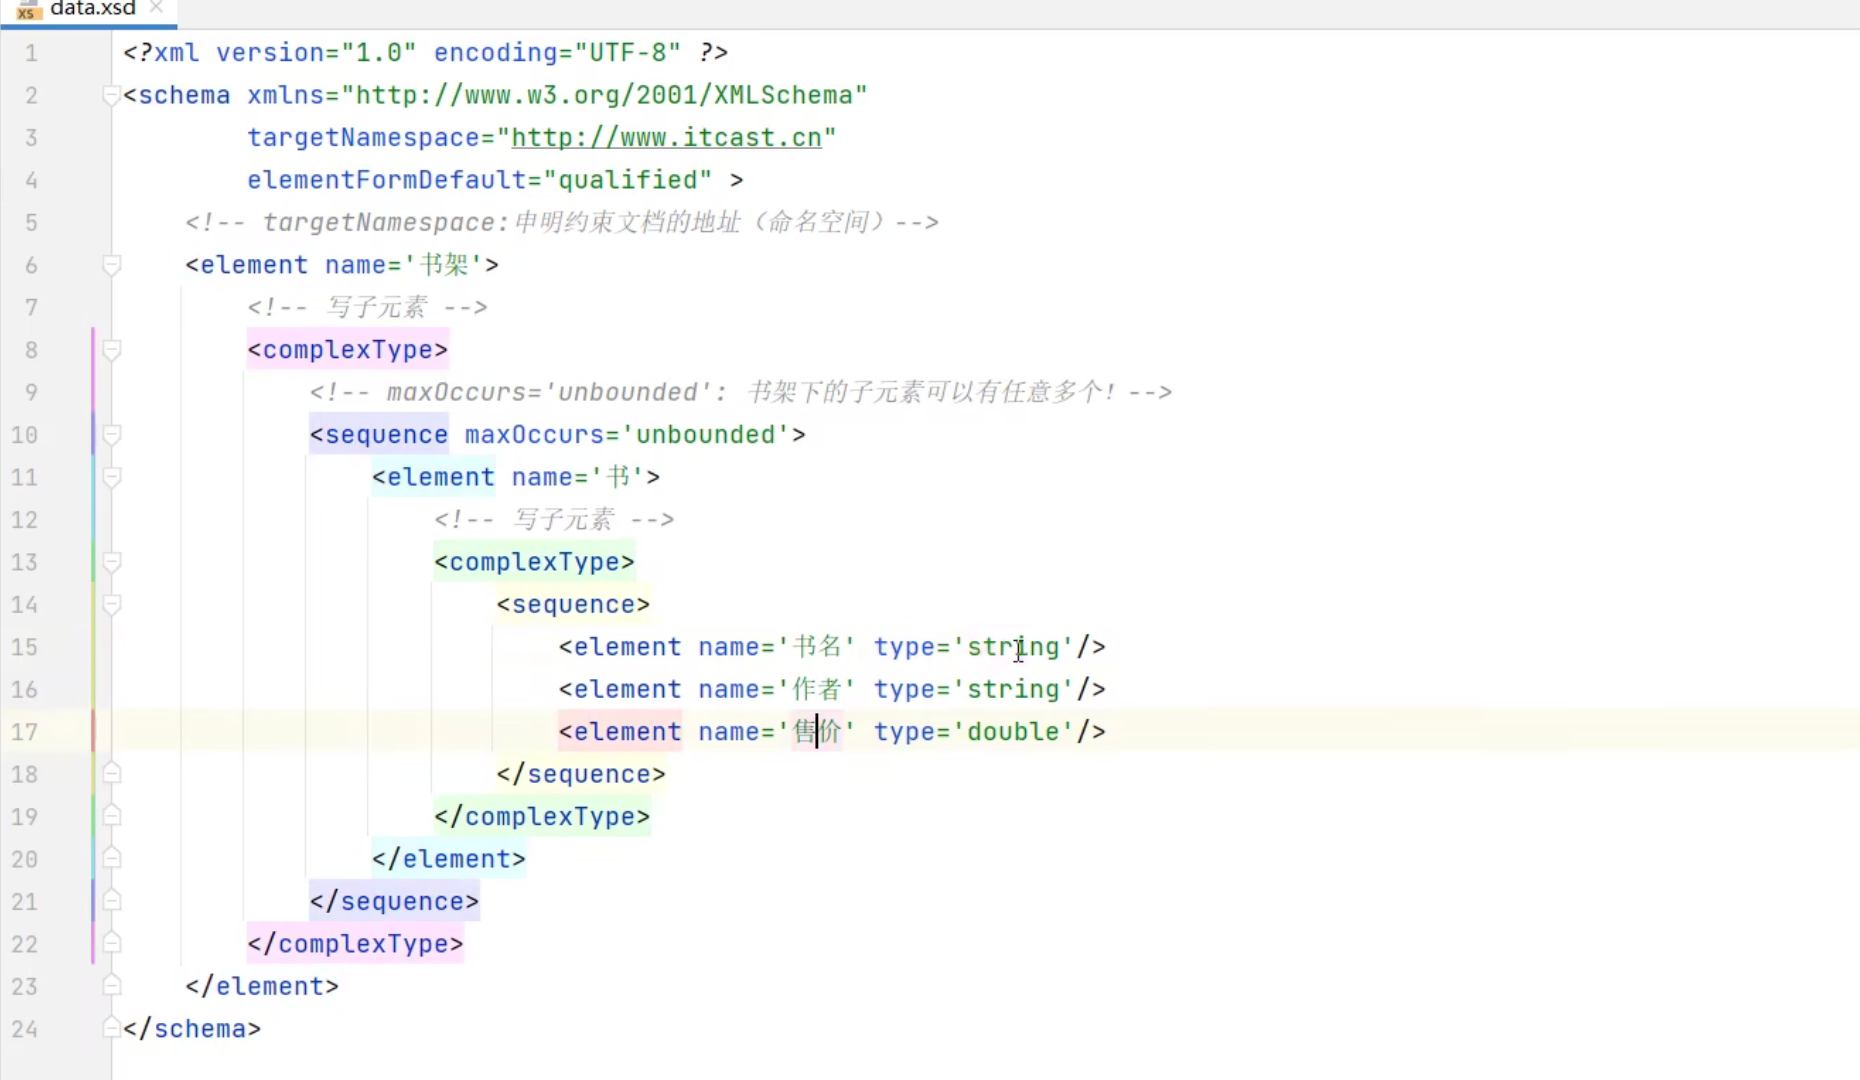 data.xsd
1 <?xml version="1.0" encoding="UTF-8" ?>
2 <schema xmlns="http://www.w3.org/2001/XMLSchema"
3 targetNamespace="http://www.itcast.cn"
4 elementFormDefault="qualified" >
5 <!-- targetNamespace:申明约束文档的地址（命名空间）-->
6 <element name='书架'>
7 <!-- 写子元素 -->
8 <complexType>
9 <!-- maxOccurs='unbounded': 书架下的子元素可以有任意多个！-->
10 <sequence maxOccurs='unbounded'>
11 <element name='书'>
12 <!-- 写子元素 -->
13 <complexType>
14 <sequence>
15 <element name='书名' type='string'/>
16 <element name='作者' type='string'/>
17 <element name='售价' type='double'/>
18 </sequence>
19 </complexType>
20 </element>
21 </sequence>
22 </complexType>
23 </element>
24 </schema>